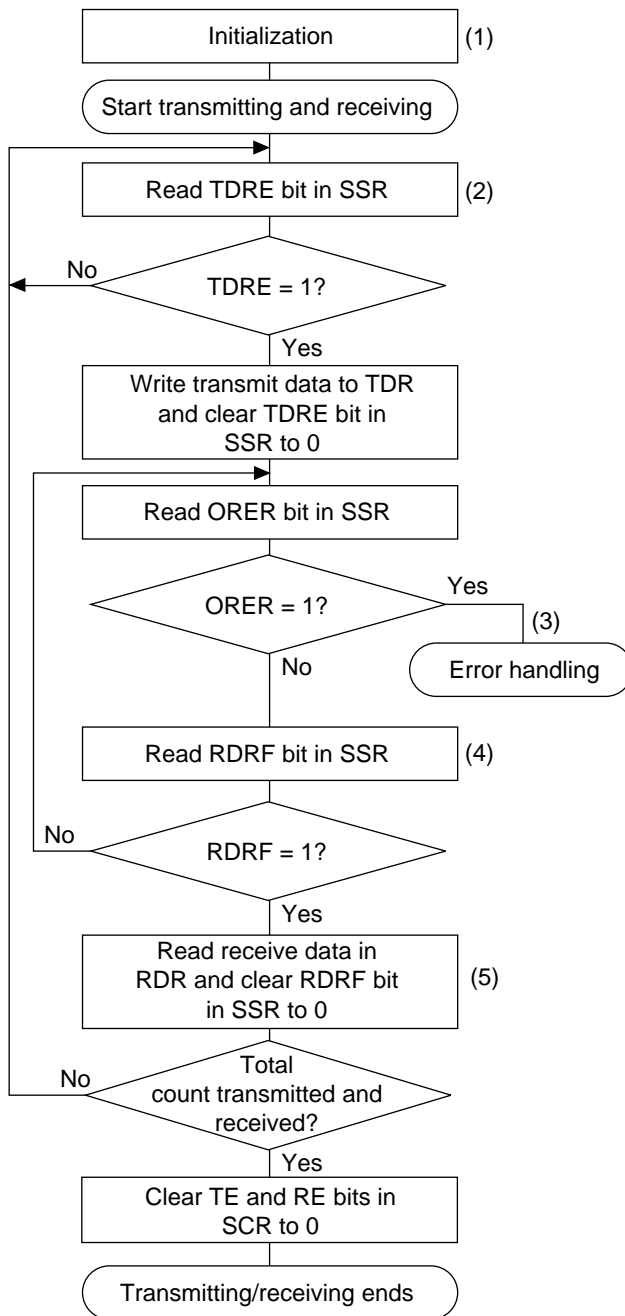 Initialization
(1)
Start transmitting and receiving
Read TDRE bit in SSR
(2)
No
TDRE = 1?
Yes
Write transmit data to TDR
and clear TDRE bit in
SSR to 0
Read ORER bit in SSR
Yes
ORER = 1?
(3)
No
Error handling
Read RDRF bit in SSR
(4)
No
RDRF = 1?
Yes
Read receive data in
RDR and clear RDRF bit
in SSR to 0
(5)
No
Total
count transmitted and
received?
Yes
Clear TE and RE bits in
SCR to 0
Transmitting/receiving ends